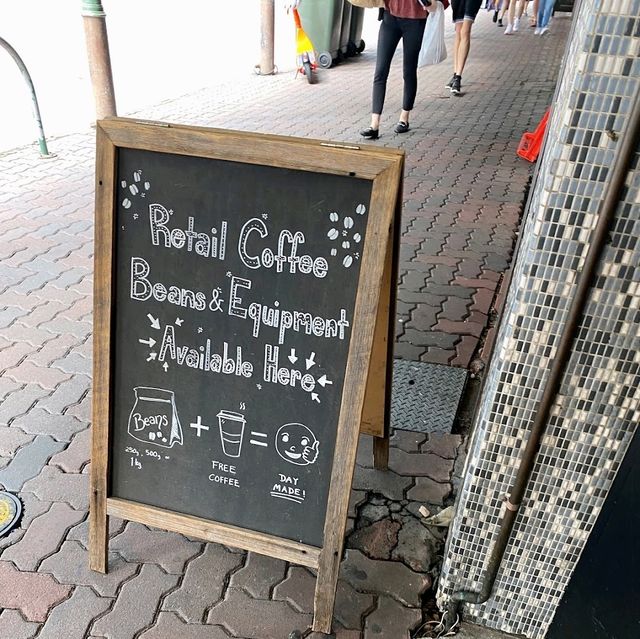 Retail Coffee
Beans & Equipment
Available Here
Beans + =
250g, 500g
1kg
FREE
COFFEE
DAY
MADE!